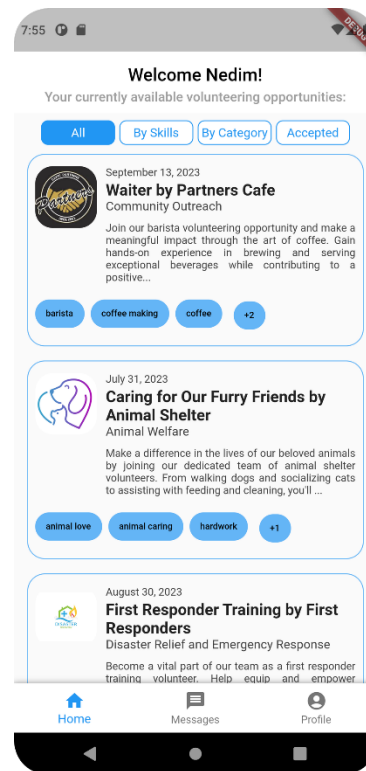 7:55
DEBUG
Welcome Nedim!
Your currently available volunteering opportunities:
All
By Skills
By Category
Accepted
September 13, 2023
Waiter by Partners Cafe
Community Outreach
Partners
Join our barista volunteering opportunity and make a
meaningful impact through the art of coffee. Gain
hands-on experience in brewing and serving
exceptional beverages while contributing to a
positive...
barista
coffee making
coffee
+2
July 31, 2023
Caring for Our Furry Friends by
Animal Shelter
Animal Welfare
Make a difference in the lives of our beloved animals
by joining our dedicated team of animal shelter
volunteers. From walking dogs and socializing cats
to assisting with feeding and cleaning, you'll ...
animal love
animal caring
hardwork
+1
August 30, 2023
First Responder Training by First
Responders
Disaster Relief and Emergency Response
DISASTER
Become a vital part of our team as a first responder
training volunteer. Help equip and empower
Home
Messages
Profile